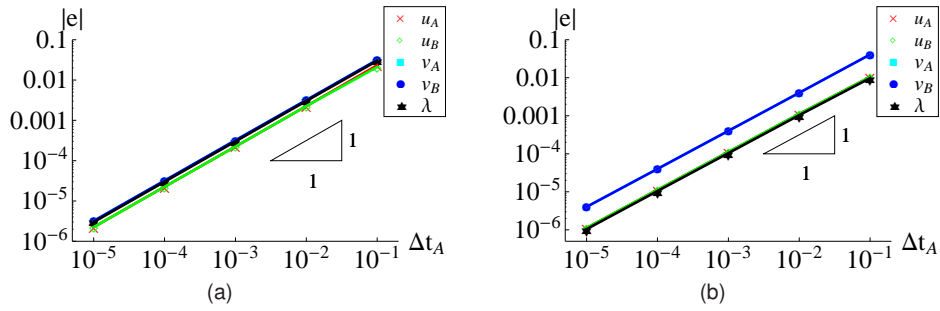 |e|
0.1
0.01
0.001
10⁻⁴
10⁻⁵
10⁻⁶
10⁻⁵ 10⁻⁴ 10⁻³ 10⁻² 10⁻¹ Δt_A
1
1
u_A
u_B
v_A
v_B
λ
(a)
|e|
0.1
0.01
0.001
10⁻⁴
10⁻⁵
10⁻⁶
10⁻⁵ 10⁻⁴ 10⁻³ 10⁻² 10⁻¹ Δt_A
1
1
u_A
u_B
v_A
v_B
λ
(b)